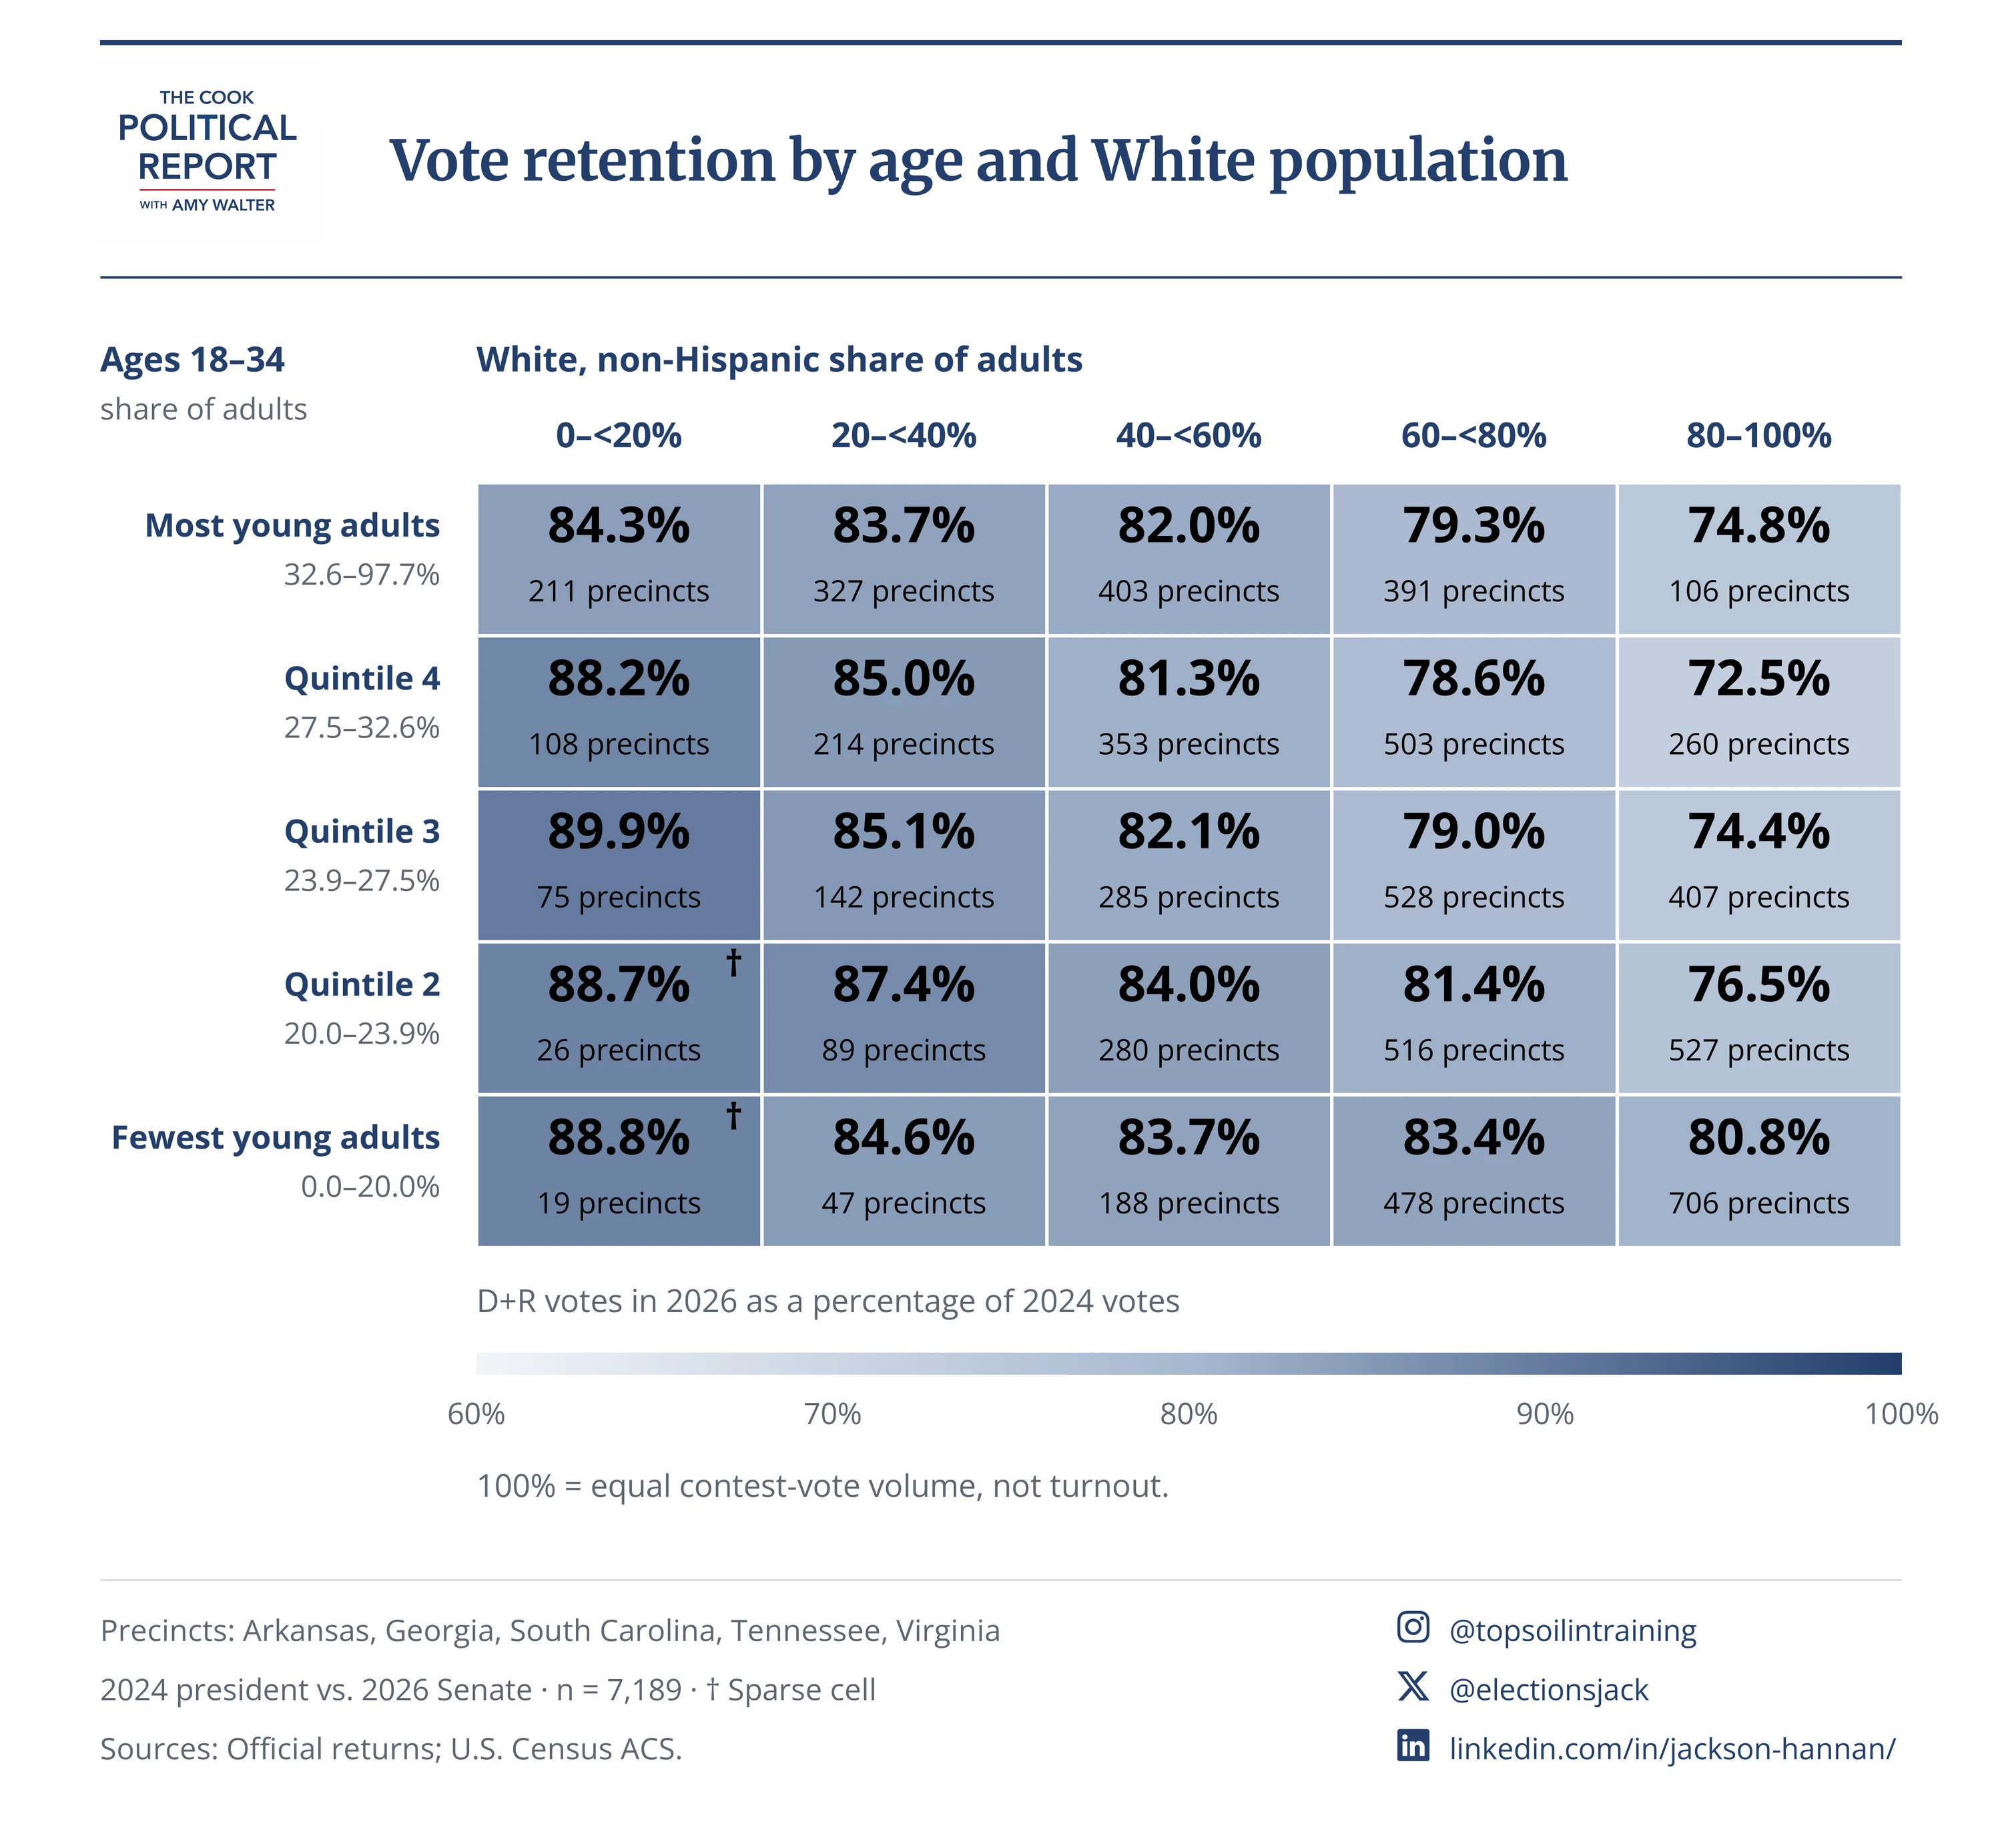 THE COOK
POLITICAL
REPORT
WITH AMY WALTER
Vote retention by age and White population
Ages 18–34
share of adults
White, non-Hispanic share of adults
0–<20% 20–<40% 40–<60% 60–<80% 80–100%
Most young adults 84.3% 83.7% 82.0% 79.3% 74.8%
32.6–97.7% 211 precincts 327 precincts 403 precincts 391 precincts 106 precincts
Quintile 4 88.2% 85.0% 81.3% 78.6% 72.5%
27.5–32.6% 108 precincts 214 precincts 353 precincts 503 precincts 260 precincts
Quintile 3 89.9% 85.1% 82.1% 79.0% 74.4%
23.9–27.5% 75 precincts 142 precincts 285 precincts 528 precincts 407 precincts
Quintile 2 88.7% † 87.4% 84.0% 81.4% 76.5%
20.0–23.9% 26 precincts 89 precincts 280 precincts 516 precincts 527 precincts
Fewest young adults 88.8% † 84.6% 83.7% 83.4% 80.8%
0.0–20.0% 19 precincts 47 precincts 188 precincts 478 precincts 706 precincts
D+R votes in 2026 as a percentage of 2024 votes
60% 70% 80% 90% 100%
100% = equal contest-vote volume, not turnout.
Precincts: Arkansas, Georgia, South Carolina, Tennessee, Virginia
2024 president vs. 2026 Senate · n = 7,189 · † Sparse cell
Sources: Official returns; U.S. Census ACS.
@topsoilintraining
@electionsjack
linkedin.com/in/jackson-hannan/